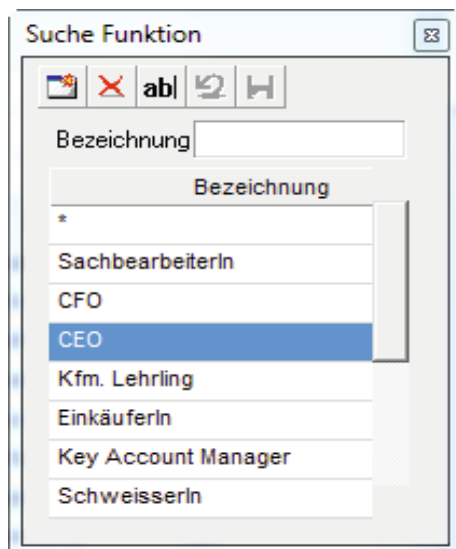 Suche Funktion
ab|
Bezeichnung
Bezeichnung
*
SachbearbeiterIn
CFO
CEO
Kfm. Lehrling
EinkäuferIn
Key Account Manager
SchweisserIn